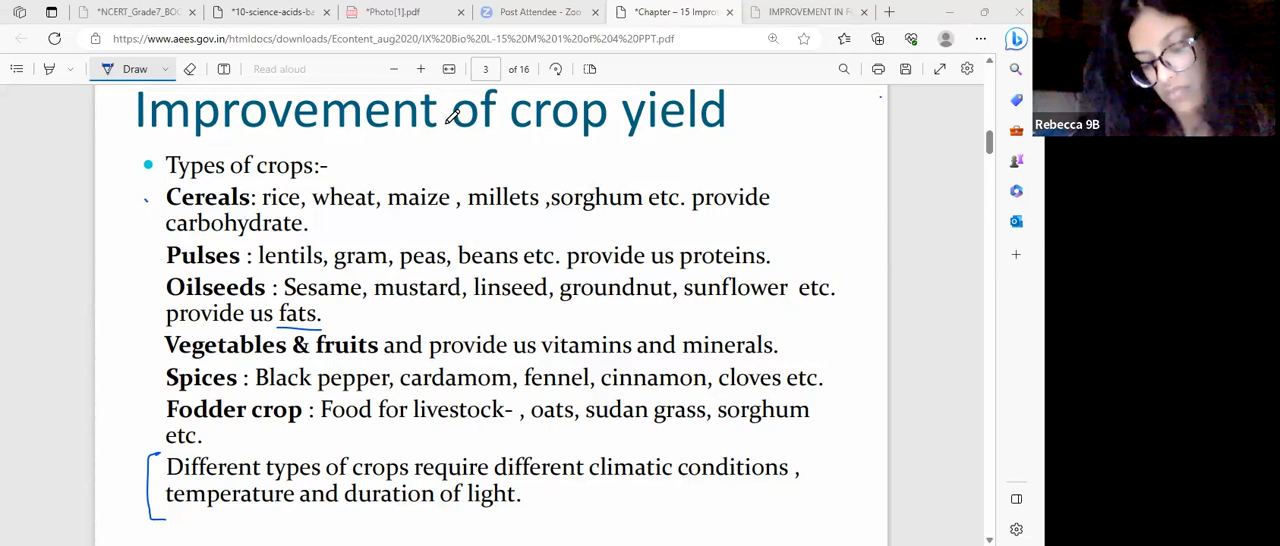 *NCERT_Grade7_BOO
*10-science-acids-ba
*Photo[1].pdf
Post Attendee - Zoo
*Chapter – 15 Impro
IMPROVEMENT IN F
https://www.aees.gov.in/htmldocs/downloads/Econtent_aug2020/IX%20Bio%20L-15%20M%201%20of%204%20PPT.pdf
Draw
Read aloud
3
of 16
Rebecca 9B
Improvement of crop yield
• Types of crops:-
Cereals: rice, wheat, maize , millets ,sorghum etc. provide
carbohydrate.
Pulses : lentils, gram, peas, beans etc. provide us proteins.
Oilseeds : Sesame, mustard, linseed, groundnut, sunflower etc.
provide us fats.
Vegetables & fruits and provide us vitamins and minerals.
Spices : Black pepper, cardamom, fennel, cinnamon, cloves etc.
Fodder crop : Food for livestock- , oats, sudan grass, sorghum
etc.
Different types of crops require different climatic conditions ,
temperature and duration of light.